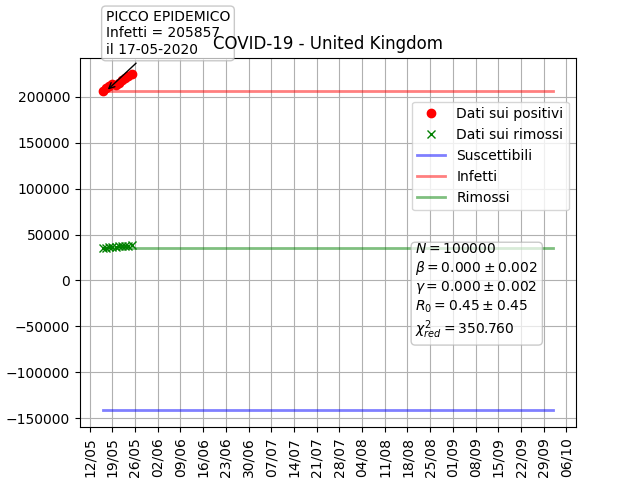 PICCO EPIDEMICO
Infetti = 205857
il 17-05-2020
COVID-19 - United Kingdom
200000
150000
100000
50000
0
−50000
−100000
−150000
Dati sui positivi
Dati sui rimossi
Suscettibili
Infetti
Rimossi
N = 100000
β = 0.000 ± 0.002
γ = 0.000 ± 0.002
R₀ = 0.45 ± 0.45
χ²red = 350.760
12/05
19/05
26/05
02/06
09/06
16/06
23/06
30/06
07/07
14/07
21/07
28/07
04/08
11/08
18/08
25/08
01/09
08/09
15/09
22/09
29/09
06/10